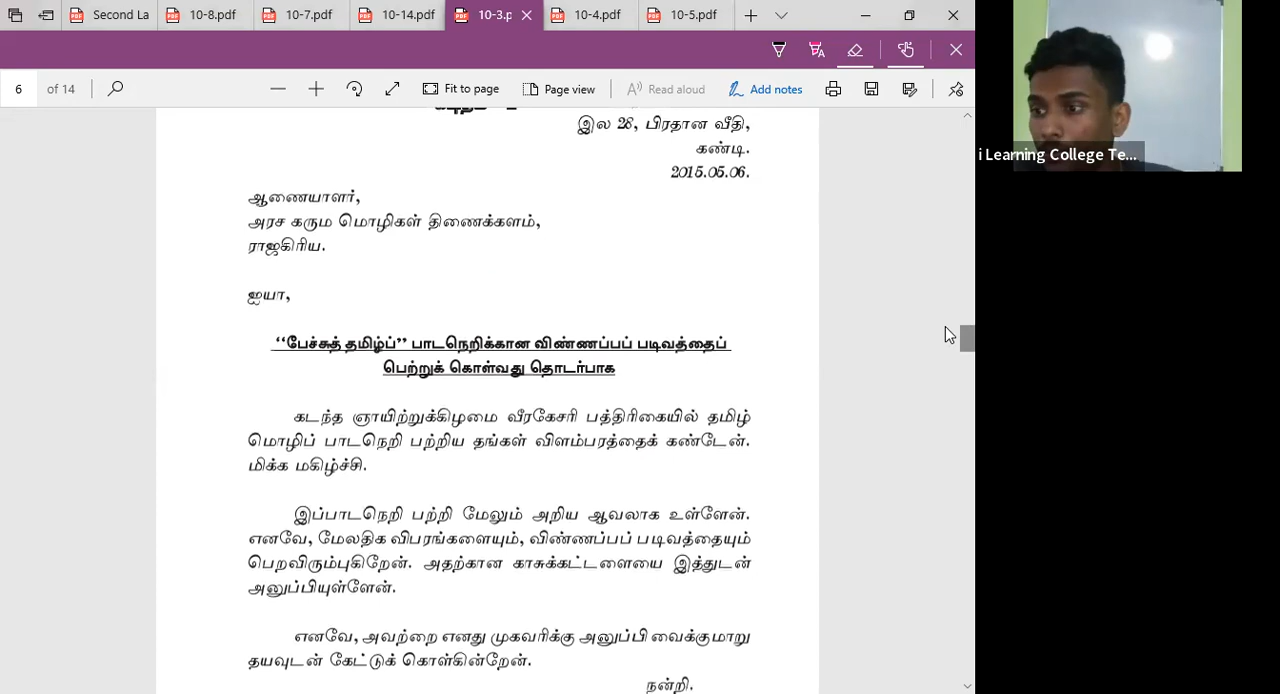 Second La
10-8.pdf
10-7.pdf
10-14.pdf
10-3.p
10-4.pdf
10-5.pdf
6 of 14
Fit to page
Page view
Read aloud
Add notes
இல 28, பிரதான வீதி,
கண்டி.
2015.05.06.
ஆணையாளர்,
அரச கரும மொழிகள் திணைக்களம்,
ராஜகிரிய.
ஐயா,
‘‘பேச்சுத் தமிழ்ப்’’ பாடநெறிக்கான விண்ணப்பப் படிவத்தைப்
பெற்றுக் கொள்வது தொடர்பாக
கடந்த ஞாயிற்றுக்கிழமை வீரகேசரி பத்திரிகையில் தமிழ்
மொழிப் பாடநெறி பற்றிய தங்கள் விளம்பரத்தைக் கண்டேன்.
மிக்க மகிழ்ச்சி.
இப்பாடநெறி பற்றி மேலும் அறிய ஆவலாக உள்ளேன்.
எனவே, மேலதிக விபரங்களையும், விண்ணப்பப் படிவத்தையும்
பெறவிரும்புகிறேன். அதற்கான காசுக்கட்டளையை இத்துடன்
அனுப்பியுள்ளேன்.
எனவே, அவற்றை எனது முகவரிக்கு அனுப்பி வைக்குமாறு
தயவுடன் கேட்டுக் கொள்கின்றேன்.
நன்றி.
i Learning College Te...